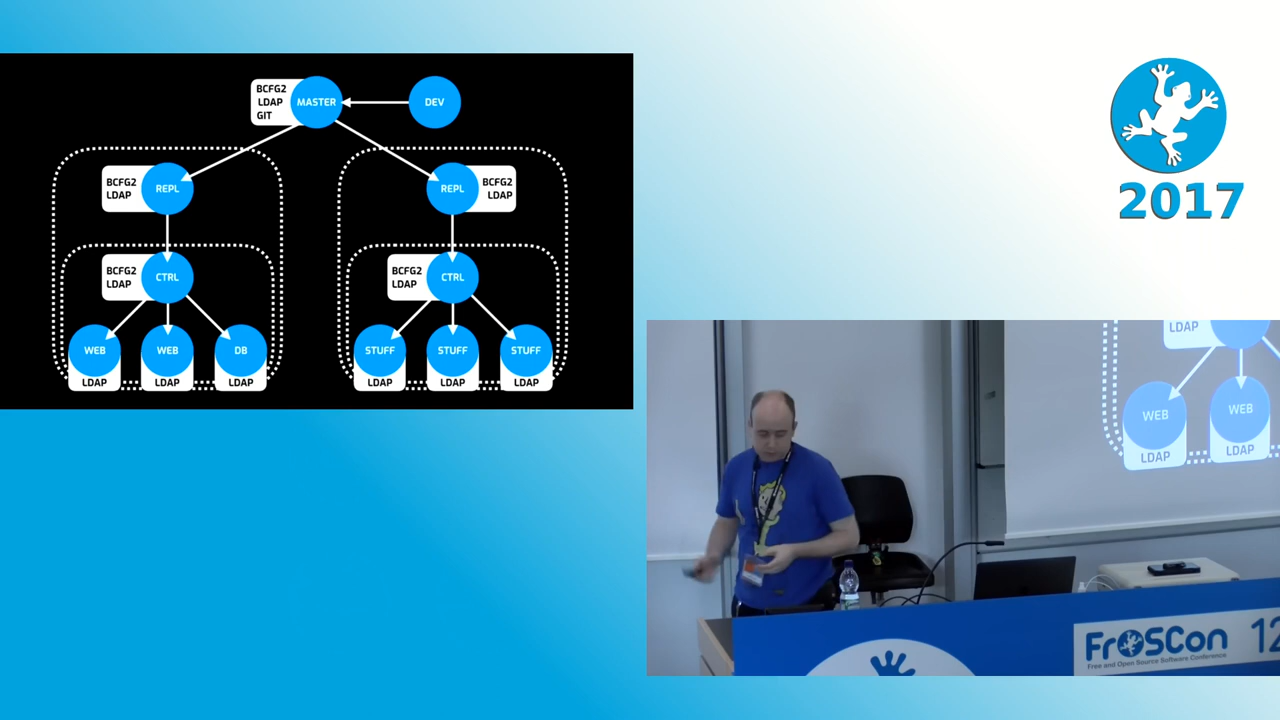 BCFG2
LDAP
GIT
MASTER
DEV
BCFG2
LDAP
REPL
REPL
BCFG2
LDAP
BCFG2
LDAP
CTRL
BCFG2
LDAP
CTRL
WEB
WEB
DB
STUFF
STUFF
STUFF
LDAP
LDAP
LDAP
LDAP
LDAP
LDAP
2017
LDAP
WEB
WEB
LDAP
LDAP
FrOSCon 12
Free and Open Source Software Conference